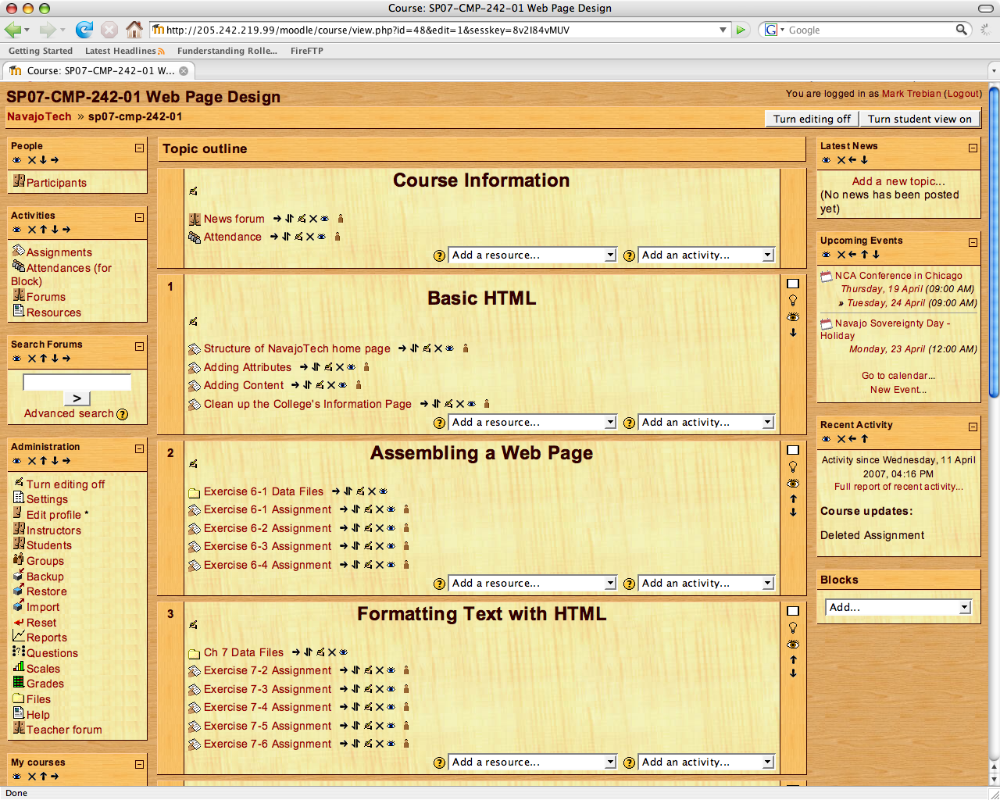 Course: SP07-CMP-242-01 Web Page Design
http://205.242.219.99/moodle/course/view.php?id=48&edit=1&sesskey=8v2I84vMUV
Google
Getting Started Latest Headlines Funderstanding Rolle... FireFTP
Course: SP07-CMP-242-01 W...
SP07-CMP-242-01 Web Page Design
You are logged in as Mark Trebian (Logout)
NavajoTech » sp07-cmp-242-01
Turn editing off
Turn student view on
People
Participants
Activities
Assignments
Attendances (for
Block)
Forums
Resources
Search Forums
>
Advanced search ?
Administration
Turn editing off
Settings
Edit profile *
Instructors
Students
Groups
Backup
Restore
Import
Reset
Reports
Questions
Scales
Grades
Files
Help
Teacher forum
My courses
Topic outline
Course Information
News forum
Attendance
? Add a resource... ? Add an activity...
1
Basic HTML
Structure of NavajoTech home page
Adding Attributes
Adding Content
Clean up the College's Information Page
? Add a resource... ? Add an activity...
2
Assembling a Web Page
Exercise 6-1 Data Files
Exercise 6-1 Assignment
Exercise 6-2 Assignment
Exercise 6-3 Assignment
Exercise 6-4 Assignment
? Add a resource... ? Add an activity...
3
Formatting Text with HTML
Ch 7 Data Files
Exercise 7-2 Assignment
Exercise 7-3 Assignment
Exercise 7-4 Assignment
Exercise 7-5 Assignment
Exercise 7-6 Assignment
? Add a resource... ? Add an activity...
Latest News
Add a new topic...
(No news has been posted
yet)
Upcoming Events
NCA Conference in Chicago
Thursday, 19 April (09:00 AM)
» Tuesday, 24 April (09:00 AM)
Navajo Sovereignty Day -
Holiday
Monday, 23 April (12:00 AM)
Go to calendar...
New Event...
Recent Activity
Activity since Wednesday, 11 April
2007, 04:16 PM
Full report of recent activity...
Course updates:
Deleted Assignment
Blocks
Add...
Done